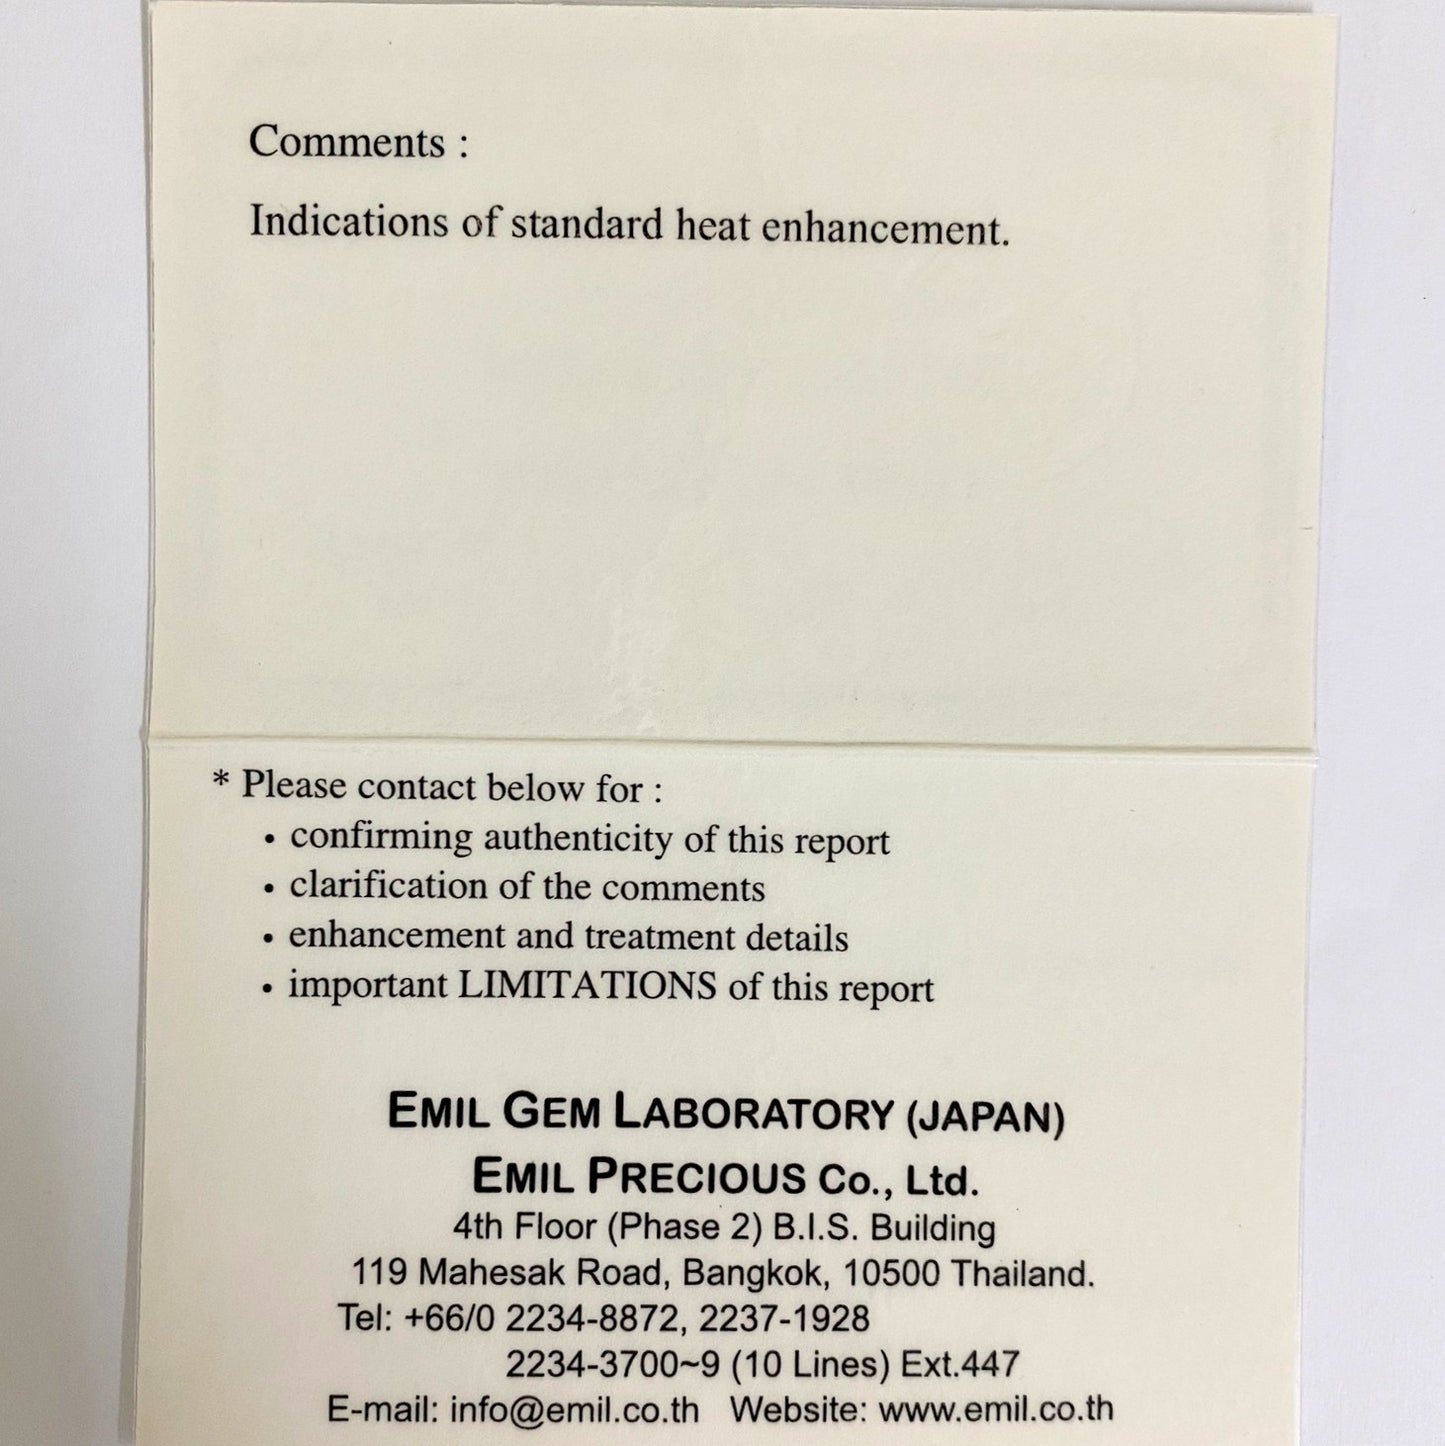 Comments :
Indications of standard heat enhancement.
* Please contact below for :
• confirming authenticity of this report
• clarification of the comments
• enhancement and treatment details
• important LIMITATIONS of this report
EMIL GEM LABORATORY (JAPAN)
EMIL PRECIOUS Co., Ltd.
4th Floor (Phase 2) B.I.S. Building
119 Mahesak Road, Bangkok, 10500 Thailand.
Tel: +66/0 2234-8872, 2237-1928
2234-3700~9 (10 Lines) Ext.447
E-mail: info@emil.co.th Website: www.emil.co.th